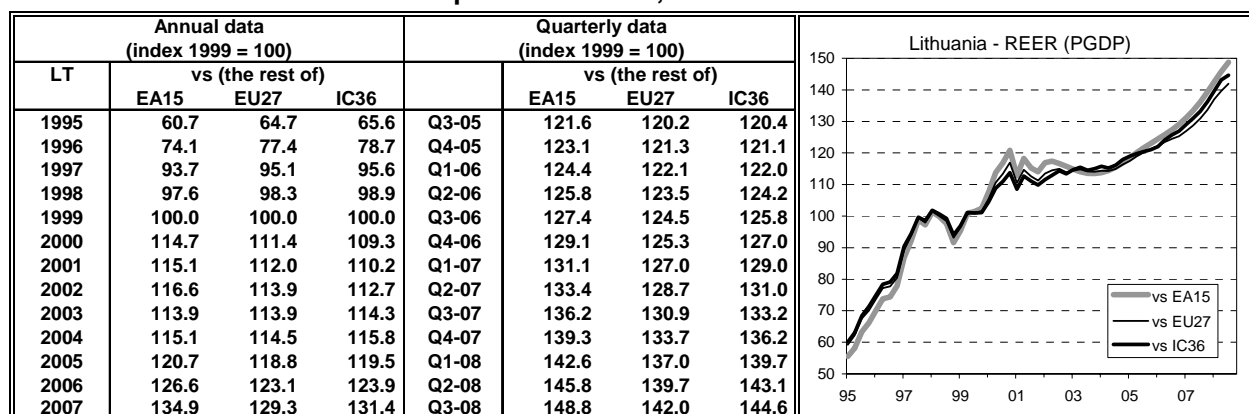 Annual data Quarterly data
(index 1999 = 100) (index 1999 = 100)
LT vs (the rest of) vs (the rest of)
EA15 EU27 IC36 EA15 EU27 IC36
1995 60.7 64.7 65.6 Q3-05 121.6 120.2 120.4
1996 74.1 77.4 78.7 Q4-05 123.1 121.3 121.1
1997 93.7 95.1 95.6 Q1-06 124.4 122.1 122.0
1998 97.6 98.3 98.9 Q2-06 125.8 123.5 124.2
1999 100.0 100.0 100.0 Q3-06 127.4 124.5 125.8
2000 114.7 111.4 109.3 Q4-06 129.1 125.3 127.0
2001 115.1 112.0 110.2 Q1-07 131.1 127.0 129.0
2002 116.6 113.9 112.7 Q2-07 133.4 128.7 131.0
2003 113.9 113.9 114.3 Q3-07 136.2 130.9 133.2
2004 115.1 114.5 115.8 Q4-07 139.3 133.7 136.2
2005 120.7 118.8 119.5 Q1-08 142.6 137.0 139.7
2006 126.6 123.1 123.9 Q2-08 145.8 139.7 143.1
2007 134.9 129.3 131.4 Q3-08 148.8 142.0 144.6
Lithuania - REER (PGDP)
150
140
130
120
110
100
90
80
70
60
50
vs EA15
vs EU27
vs IC36
95 97 99 01 03 05 07